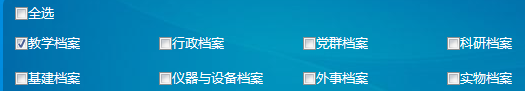 全选
教学档案 行政档案 党群档案 科研档案
基建档案 仪器与设备档案 外事档案 实物档案